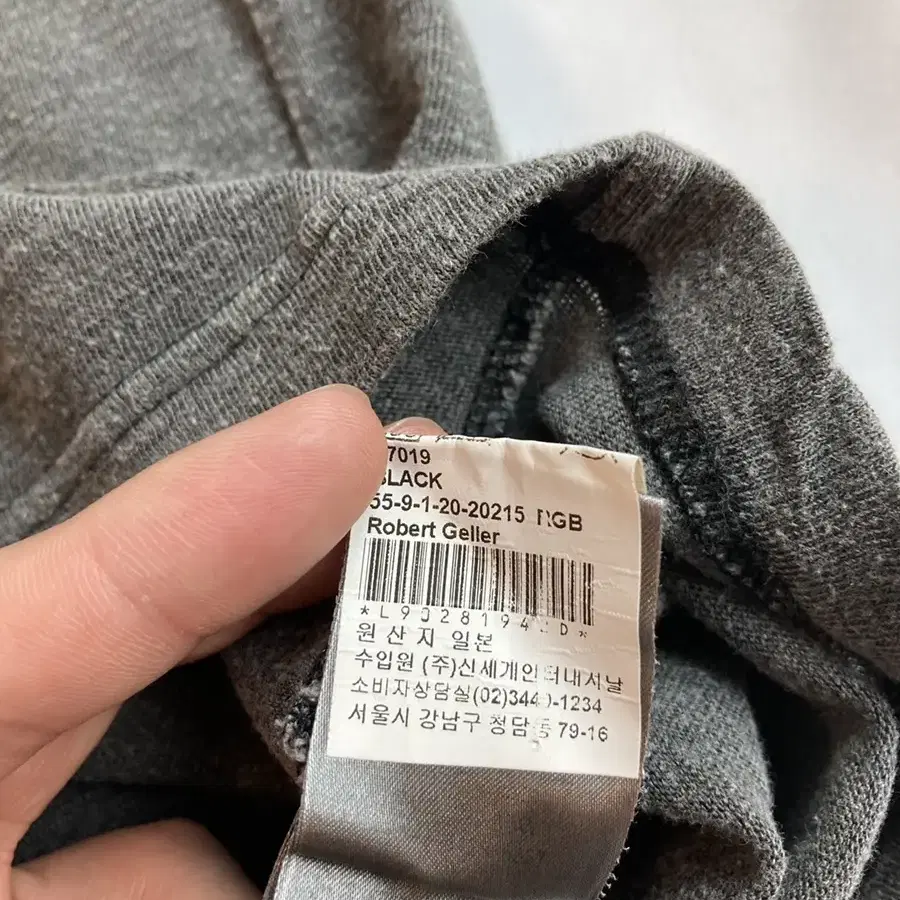 7019
BLACK
55-9-1-20-20215 NGB
Robert Geller
원산지 일본
수입원 (주)신세계인터내셔날
소비자상담실(02)3440-1234
서울시 강남구 청담동 79-16